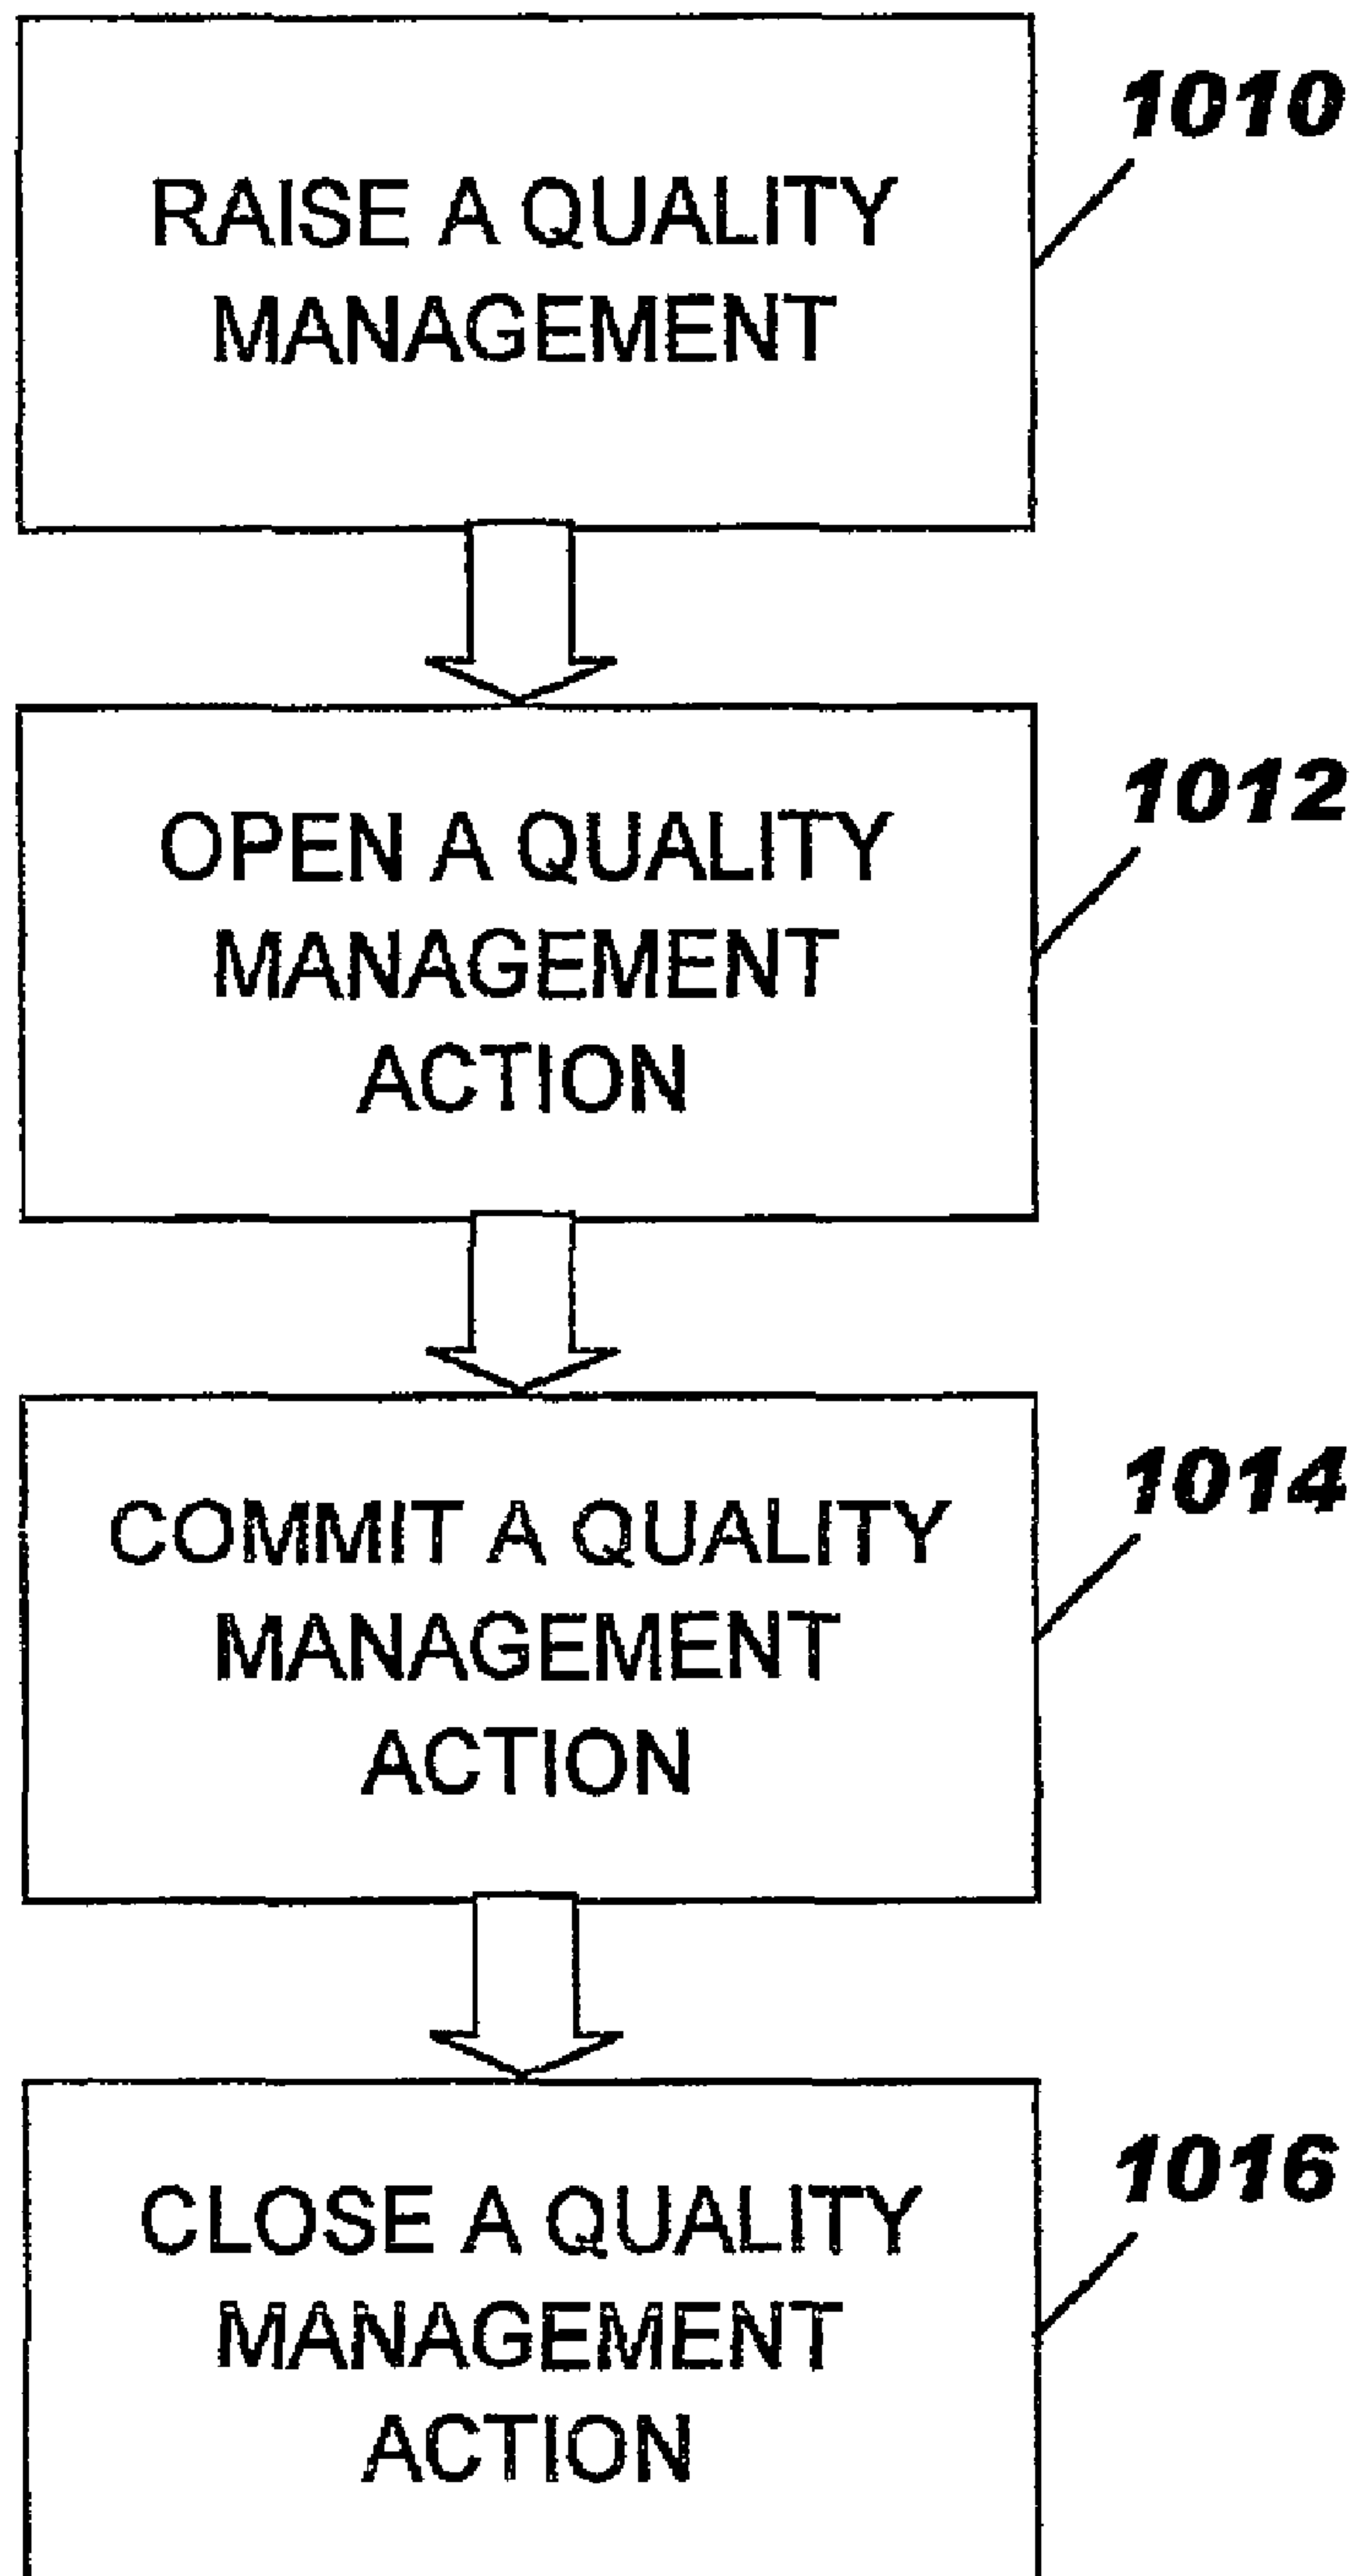 1010
RAISE A QUALITY
MANAGEMENT
1012
OPEN A QUALITY
MANAGEMENT
ACTION
1014
COMMIT A QUALITY
MANAGEMENT
ACTION
1016
CLOSE A QUALITY
MANAGEMENT
ACTION